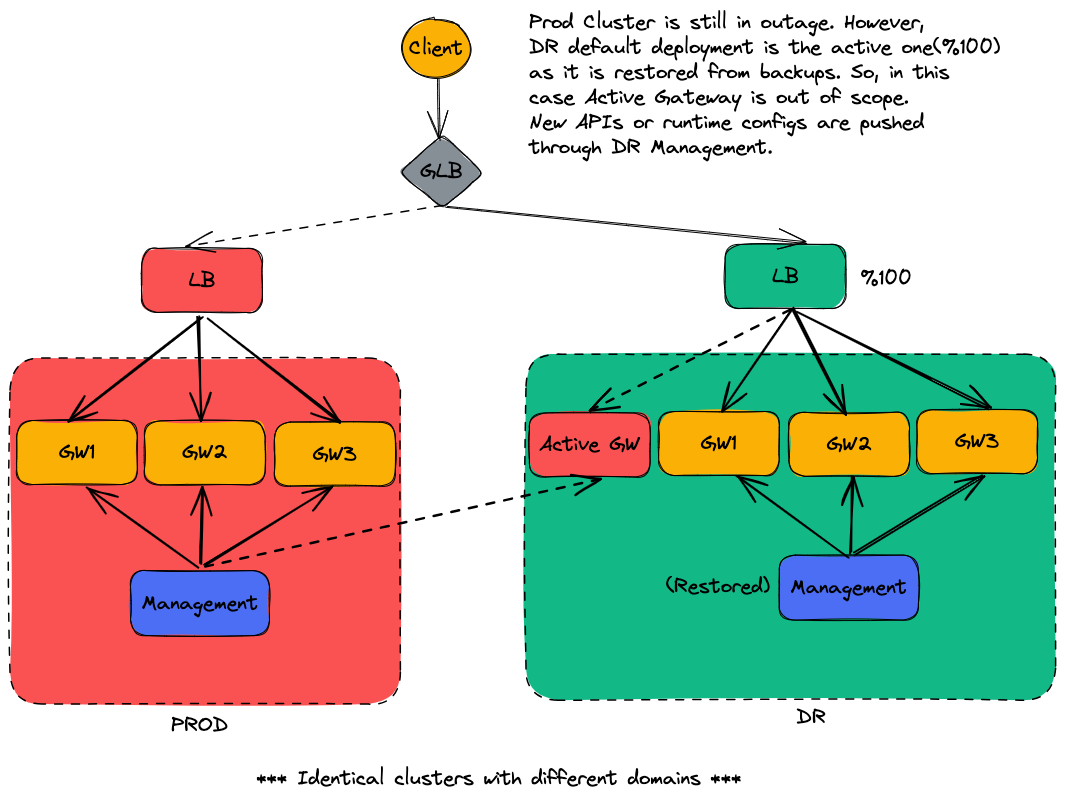 Client
Prod Cluster is still in outage. However,
DR default deployment is the active one(%100)
as it is restored from backups. So, in this
case Active Gateway is out of scope.
New APIs or runtime configs are pushed
through DR Management.
GLB
LB
LB
%100
GW1
GW2
GW3
Active GW
GW1
GW2
GW3
Management
(Restored)
Management
PROD
DR
*** Identical clusters with different domains ***